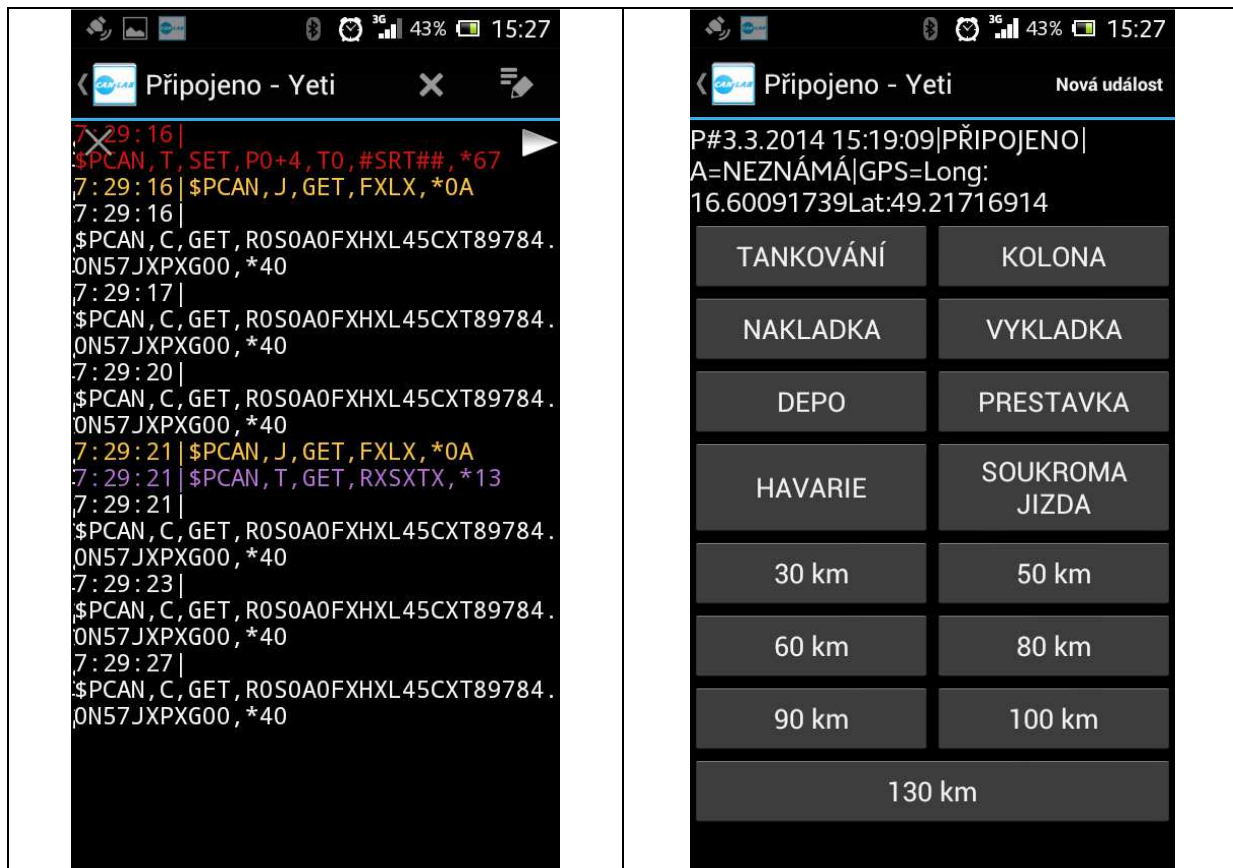 3G 43% 15:27
CANLAB Připojeno - Yeti
7:29:16|
$PCAN,T,SET,P0+4,T0,#SRT##,*67
7:29:16|$PCAN,J,GET,FXLX,*0A
7:29:16|
$PCAN,C,GET,R0S0A0FXHXL45CXT89784.
0N57JXPXG00,*40
7:29:17|
$PCAN,C,GET,R0S0A0FXHXL45CXT89784.
0N57JXPXG00,*40
7:29:20|
$PCAN,C,GET,R0S0A0FXHXL45CXT89784.
0N57JXPXG00,*40
7:29:21|$PCAN,J,GET,FXLX,*0A
7:29:21|$PCAN,T,GET,RXSXTX,*13
7:29:21|
$PCAN,C,GET,R0S0A0FXHXL45CXT89784.
0N57JXPXG00,*40
7:29:23|
$PCAN,C,GET,R0S0A0FXHXL45CXT89784.
0N57JXPXG00,*40
7:29:27|
$PCAN,C,GET,R0S0A0FXHXL45CXT89784.
0N57JXPXG00,*40
3G 43% 15:27
CANLAB Připojeno - Yeti Nová událost
P#3.3.2014 15:19:09|PŘIPOJENO|
A=NEZNÁMÁ|GPS=Long:
16.60091739Lat:49.21716914
TANKOVÁNÍ KOLONA
NAKLADKA VYKLADKA
DEPO PRESTAVKA
HAVARIE SOUKROMA
JIZDA
30 km 50 km
60 km 80 km
90 km 100 km
130 km